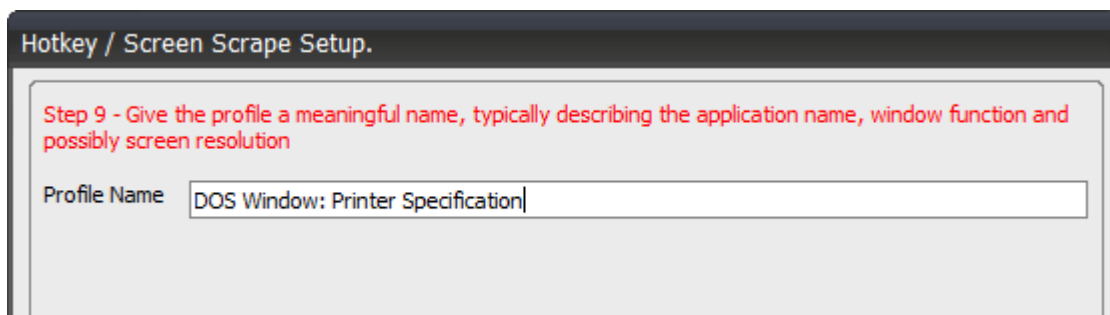 Hotkey / Screen Scrape Setup.
Step 9 - Give the profile a meaningful name, typically describing the application name, window function and
possibly screen resolution
Profile Name
DOS Window: Printer Specification